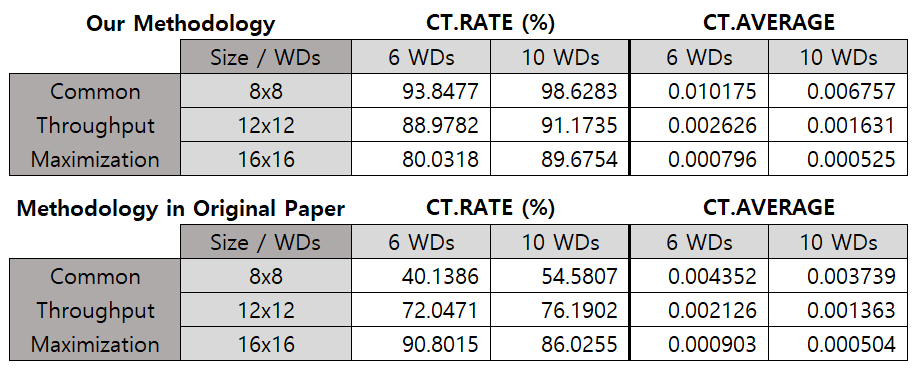 Our Methodology CT.RATE (%) CT.AVERAGE
Size / WDs 6 WDs 10 WDs 6 WDs 10 WDs
Common 8x8 93.8477 98.6283 0.010175 0.006757
Throughput 12x12 88.9782 91.1735 0.002626 0.001631
Maximization 16x16 80.0318 89.6754 0.000796 0.000525
Methodology in Original Paper CT.RATE (%) CT.AVERAGE
Size / WDs 6 WDs 10 WDs 6 WDs 10 WDs
Common 8x8 40.1386 54.5807 0.004352 0.003739
Throughput 12x12 72.0471 76.1902 0.002126 0.001363
Maximization 16x16 90.8015 86.0255 0.000903 0.000504